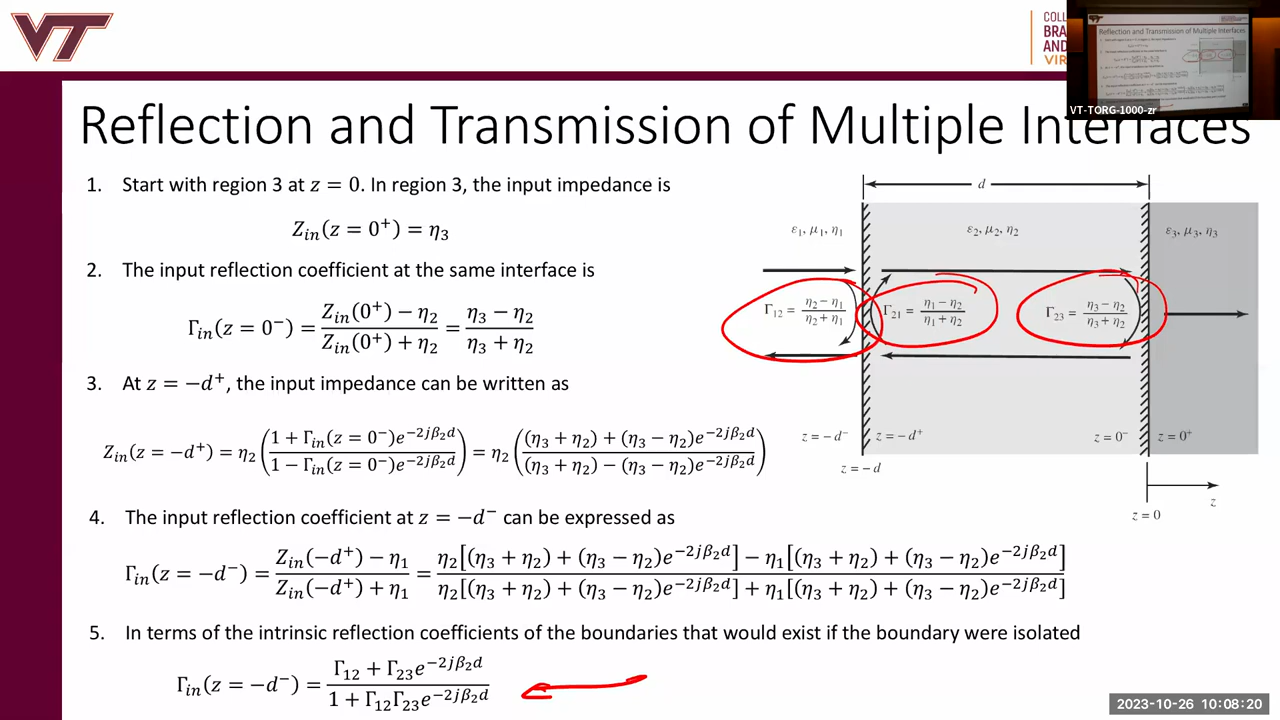 VT
COLL
BRA
AND
VIR
VT-TORG-1000-zr
Reflection and Transmission of Multiple Interfaces
1. Start with region 3 at z = 0. In region 3, the input impedance is
Z_in(z = 0⁺) = η₃
2. The input reflection coefficient at the same interface is
Γ_in(z = 0⁻) = (Z_in(0⁺) − η₂)/(Z_in(0⁺) + η₂) = (η₃ − η₂)/(η₃ + η₂)
3. At z = −d⁺, the input impedance can be written as
Z_in(z = −d⁺) = η₂((1 + Γ_in(z = 0⁻)e^(−2jβ₂d))/(1 − Γ_in(z = 0⁻)e^(−2jβ₂d))) = η₂(((η₃ + η₂) + (η₃ − η₂)e^(−2jβ₂d))/((η₃ + η₂) − (η₃ − η₂)e^(−2jβ₂d)))
4. The input reflection coefficient at z = −d⁻ can be expressed as
Γ_in(z = −d⁻) = (Z_in(−d⁺) − η₁)/(Z_in(−d⁺) + η₁) = (η₂[(η₃ + η₂) + (η₃ − η₂)e^(−2jβ₂d)] − η₁[(η₃ + η₂) + (η₃ − η₂)e^(−2jβ₂d)])/(η₂[(η₃ + η₂) + (η₃ − η₂)e^(−2jβ₂d)] + η₁[(η₃ + η₂) + (η₃ − η₂)e^(−2jβ₂d)])
5. In terms of the intrinsic reflection coefficients of the boundaries that would exist if the boundary were isolated
Γ_in(z = −d⁻) = (Γ₁₂ + Γ₂₃e^(−2jβ₂d))/(1 + Γ₁₂Γ₂₃e^(−2jβ₂d))
d
ε₁, μ₁, η₁
ε₂, μ₂, η₂
ε₃, μ₃, η₃
Γ₁₂ = (η₂ − η₁)/(η₂ + η₁)
Γ₂₁ = (η₁ − η₂)/(η₁ + η₂)
Γ₂₃ = (η₃ − η₂)/(η₃ + η₂)
z = −d⁻
z = −d⁺
z = 0⁻
z = 0⁺
z = −d
z
z = 0
2023-10-26 10:08:20